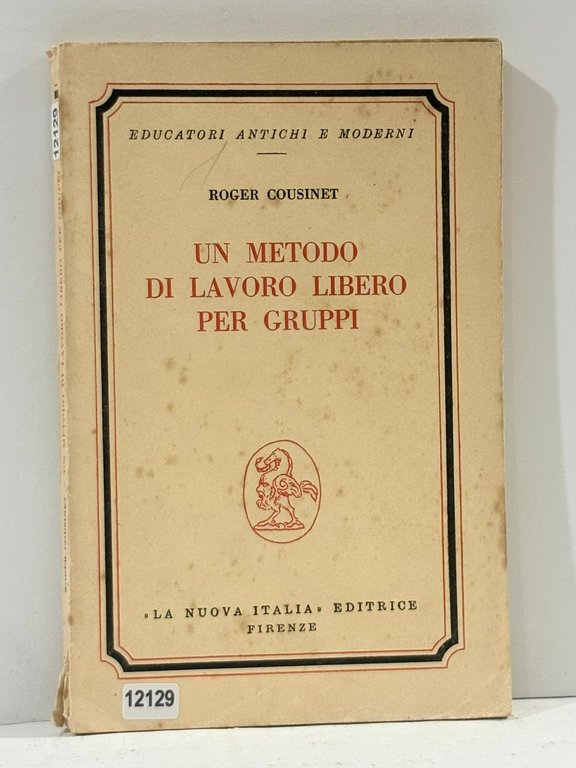 EDUCATORI ANTICHI E MODERNI
ROGER COUSINET
UN METODO
DI LAVORO LIBERO
PER GRUPPI
«LA NUOVA ITALIA» EDITRICE
FIRENZE
12129
12129